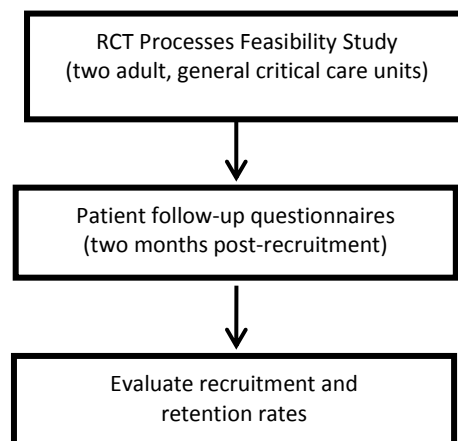 RCT Processes Feasibility Study
(two adult, general critical care units)
Patient follow-up questionnaires
(two months post-recruitment)
Evaluate recruitment and
retention rates